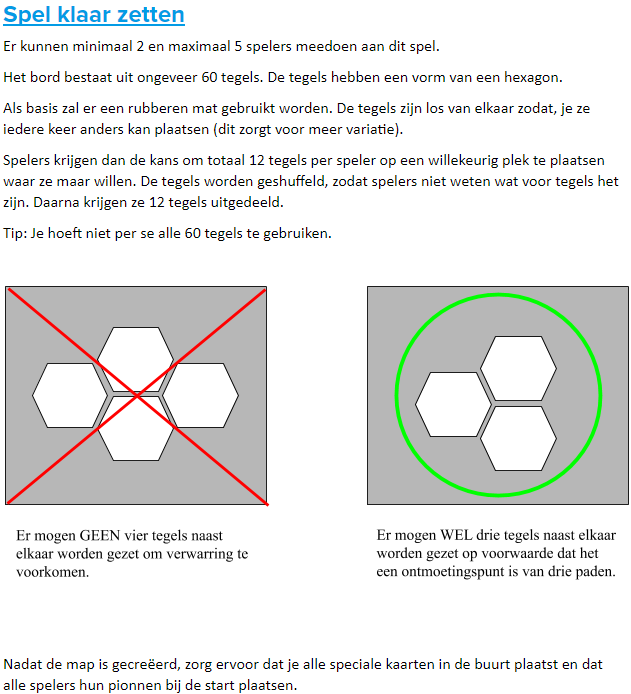 Spel klaar zetten
Er kunnen minimaal 2 en maximaal 5 spelers meedoen aan dit spel.
Het bord bestaat uit ongeveer 60 tegels. De tegels hebben een vorm van een hexagon.
Als basis zal er een rubberen mat gebruikt worden. De tegels zijn los van elkaar zodat, je ze
iedere keer anders kan plaatsen (dit zorgt voor meer variatie).
Spelers krijgen dan de kans om totaal 12 tegels per speler op een willekeurig plek te plaatsen
waar ze maar willen. De tegels worden geshuffeld, zodat spelers niet weten wat voor tegels het
zijn. Daarna krijgen ze 12 tegels uitgedeeld.
Tip: Je hoeft niet per se alle 60 tegels te gebruiken.
Er mogen GEEN vier tegels naast
elkaar worden gezet om verwarring te
voorkomen.
Er mogen WEL drie tegels naast elkaar
worden gezet op voorwaarde dat het
een ontmoetingspunt is van drie paden.
Nadat de map is gecreëerd, zorg ervoor dat je alle speciale kaarten in de buurt plaatst en dat
alle spelers hun pionnen bij de start plaatsen.